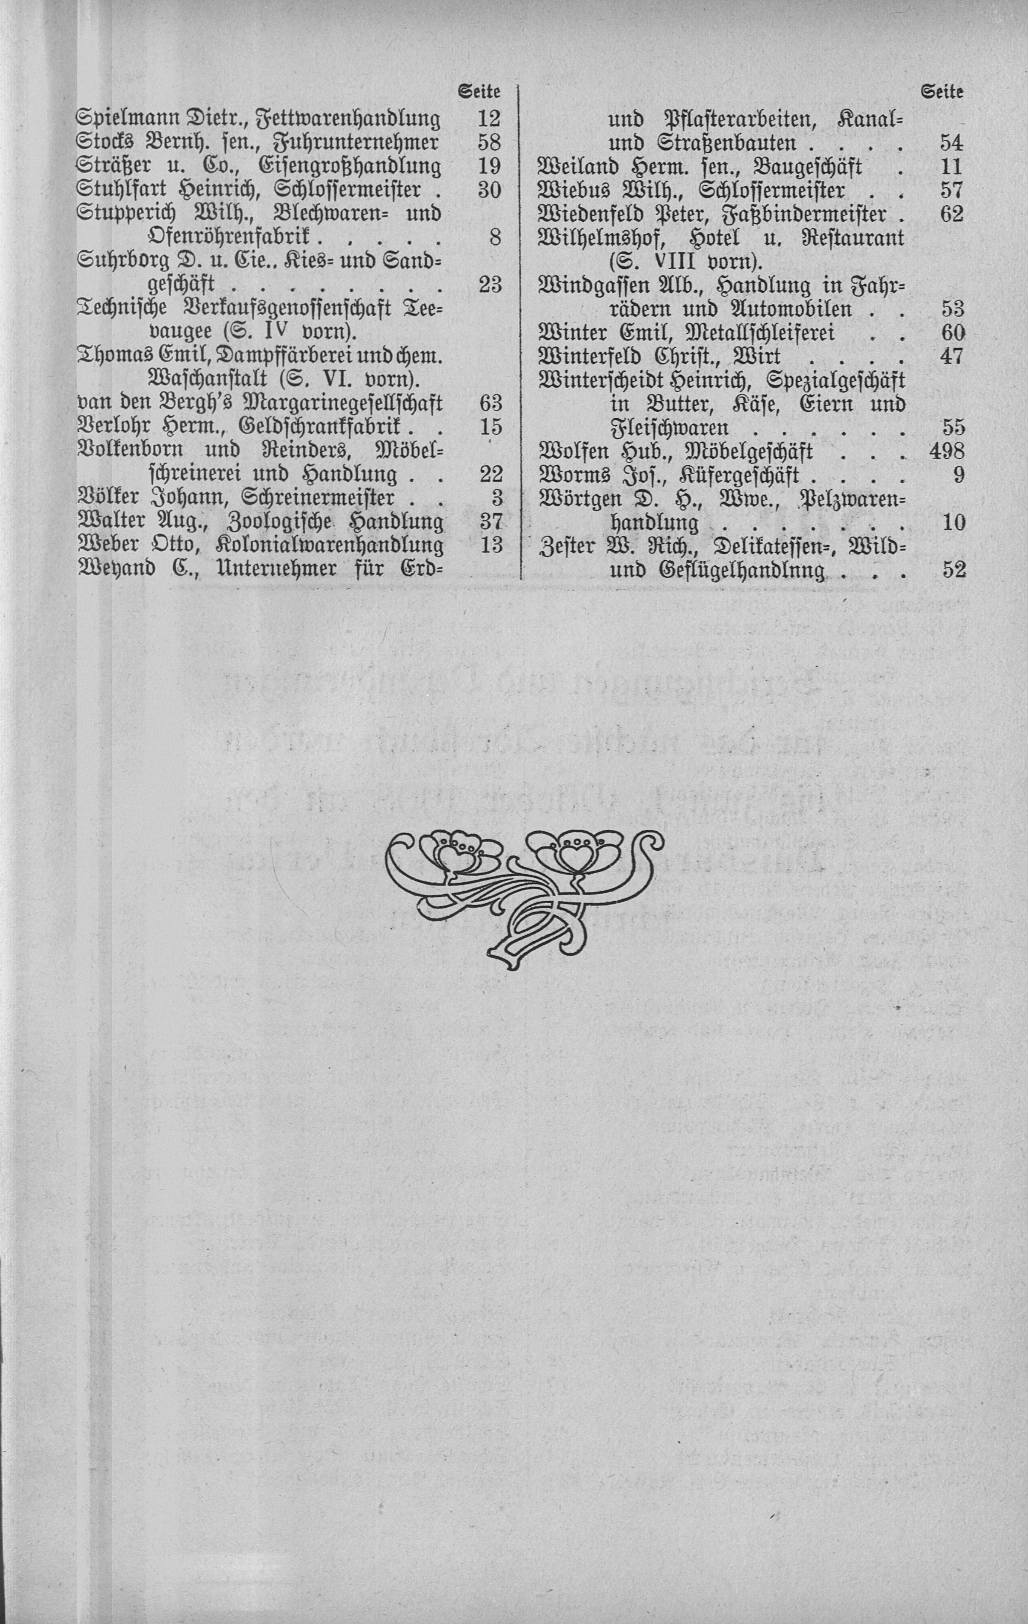 Seite
Spielmann Dietr., Fettwarenhandlung 12
Stocks Bernh. sen., Fuhrunternehmer 58
Sträßer u. Co., Eisengroßhandlung 19
Stuhlfart Heinrich, Schlossermeister . 30
Stupperich Wilh., Blechwaren= und
Ofenröhrenfabrik . . . . . 8
Suhrborg D. u. Cie.. Kies= und Sand=
geschäft . . . . . . . . 23
Technische Verkaufsgenossenschaft Tee=
vaugee (S. IV vorn).
Thomas Emil, Dampffärberei und chem.
Waschanstalt (S. VI. vorn).
van den Bergh's Margarinegesellschaft 63
Verlohr Herm., Geldschrankfabrik . . 15
Volkenborn und Reinders, Möbel=
schreinerei und Handlung . . 22
Völker Johann, Schreinermeister . . 3
Walter Aug., Zoologische Handlung 37
Weber Otto, Kolonialwarenhandlung 13
Weyand C., Unternehmer für Erd=
Seite
und Pflasterarbeiten, Kanal=
und Straßenbauten . . . . 54
Weiland Herm. sen., Baugeschäft . 11
Wiebus Wilh., Schlossermeister . . 57
Wiedenfeld Peter, Faßbindermeister . 62
Wilhelmshof, Hotel u. Restaurant
(S. VIII vorn).
Windgassen Alb., Handlung in Fahr=
rädern und Automobilen . . 53
Winter Emil, Metallschleiferei . . 60
Winterfeld Christ., Wirt . . . . 47
Winterscheidt Heinrich, Spezialgeschäft
in Butter, Käse, Eiern und
Fleischwaren . . . . . . 55
Wolfen Hub., Möbelgeschäft . . . 498
Worms Jos., Küfergeschäft . . . . 9
Wörtgen D. H., Wwe., Pelzwaren=
handlung . . . . . . . 10
Zester W. Rich., Delikatessen=, Wild=
und Geflügelhandlnng . . . 52